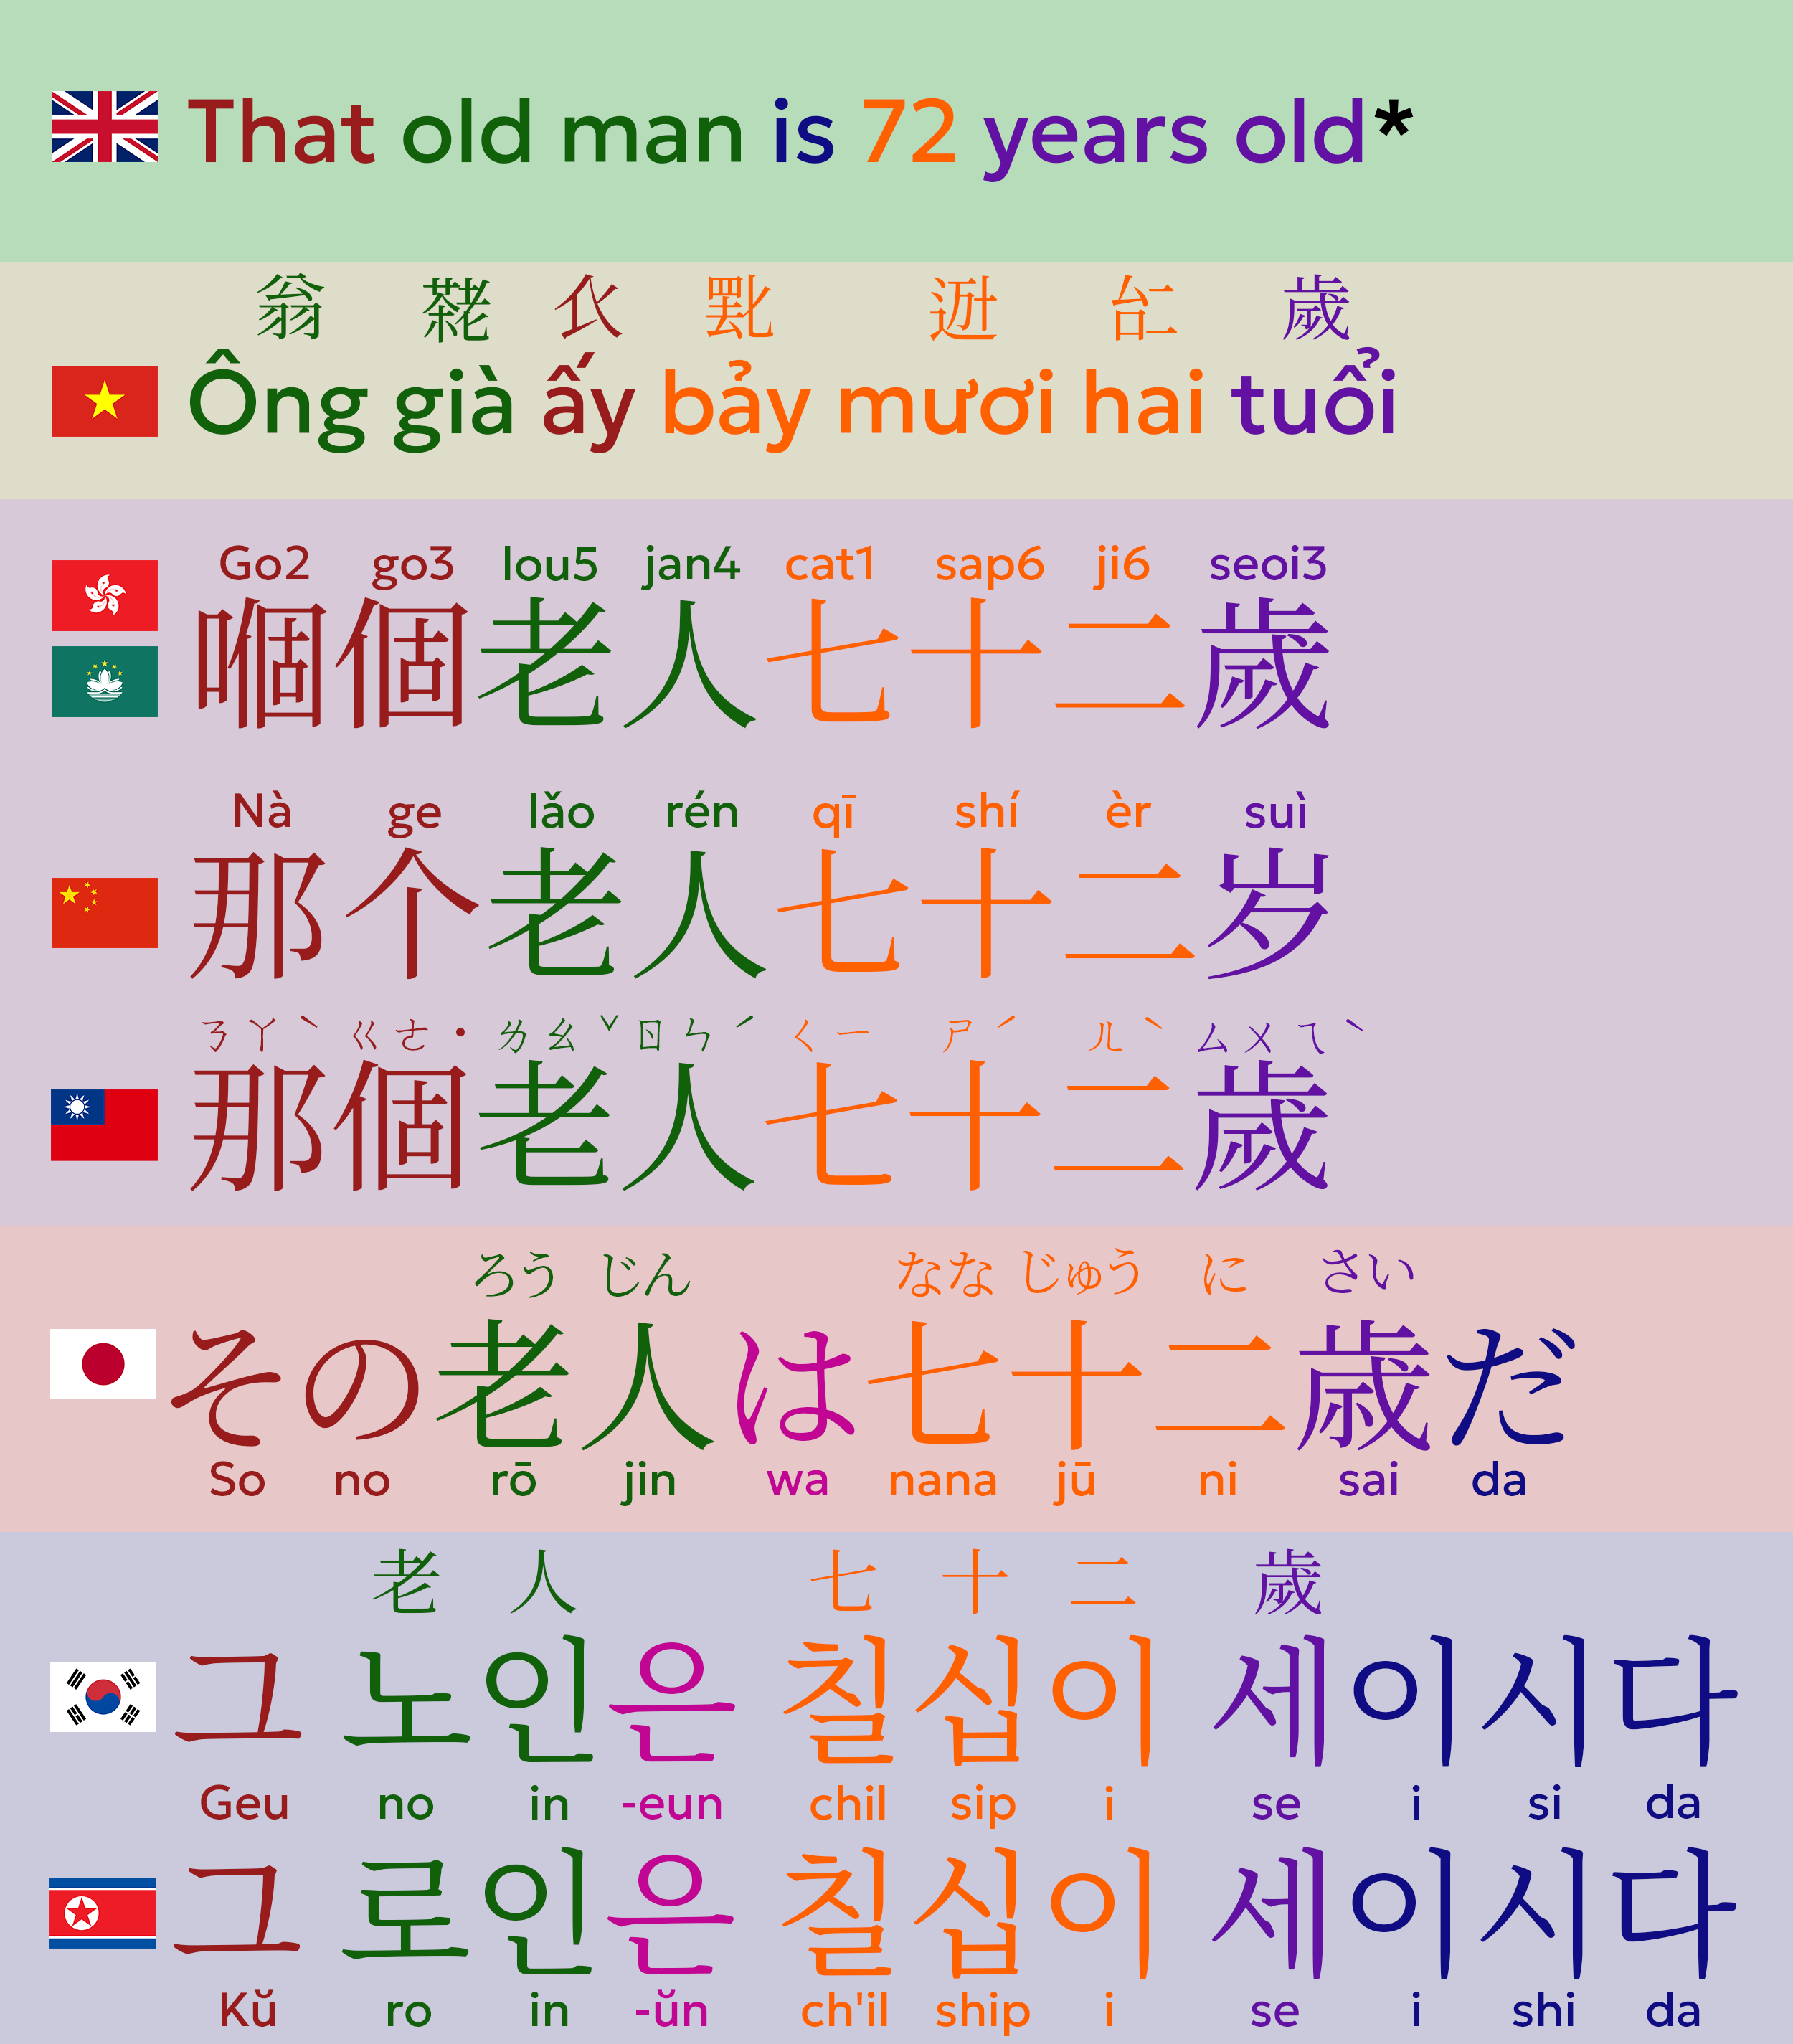 That old man is 72 years old*
翁 𦓅 𧘇 𦉱 𨑮 𠄩 歲
Ông già ấy bảy mươi hai tuổi
Go2 go3 lou5 jan4 cat1 sap6 ji6 seoi3
嗰個老人七十二歲
Nà ge lǎo rén qī shí èr suì
那个老人七十二岁
ㄋㄚˋ ㄍㄜ˙ ㄌㄠˇ ㄖㄣˊ ㄑㄧ ㄕˊ ㄦˋ ㄙㄨㄟˋ
那個老人七十二歲
ろう じん なな じゅう に さい
その老人は七十二歳だ
So no rō jin wa nana jū ni sai da
老 人 七 十 二 歲
그 노인은 칠십이 세이시다
Geu no in -eun chil sip i se i si da
그 로인은 칠십이 세이시다
Kŭ ro in -ŭn ch'il ship i se i shi da